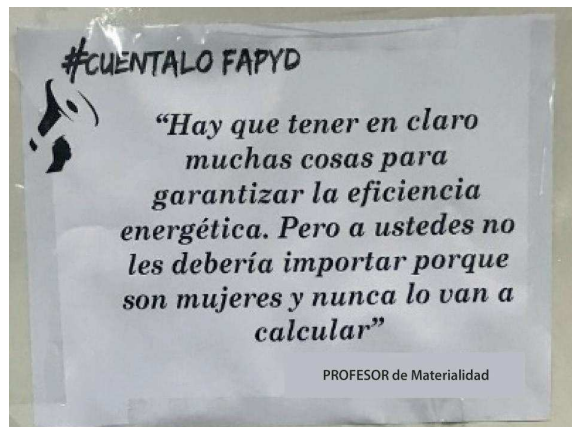 #CUENTALO FAPYD
“Hay que tener en claro
muchas cosas para
garantizar la eficiencia
energética. Pero a ustedes no
les debería importar porque
son mujeres y nunca lo van a
calcular”
PROFESOR de Materialidad